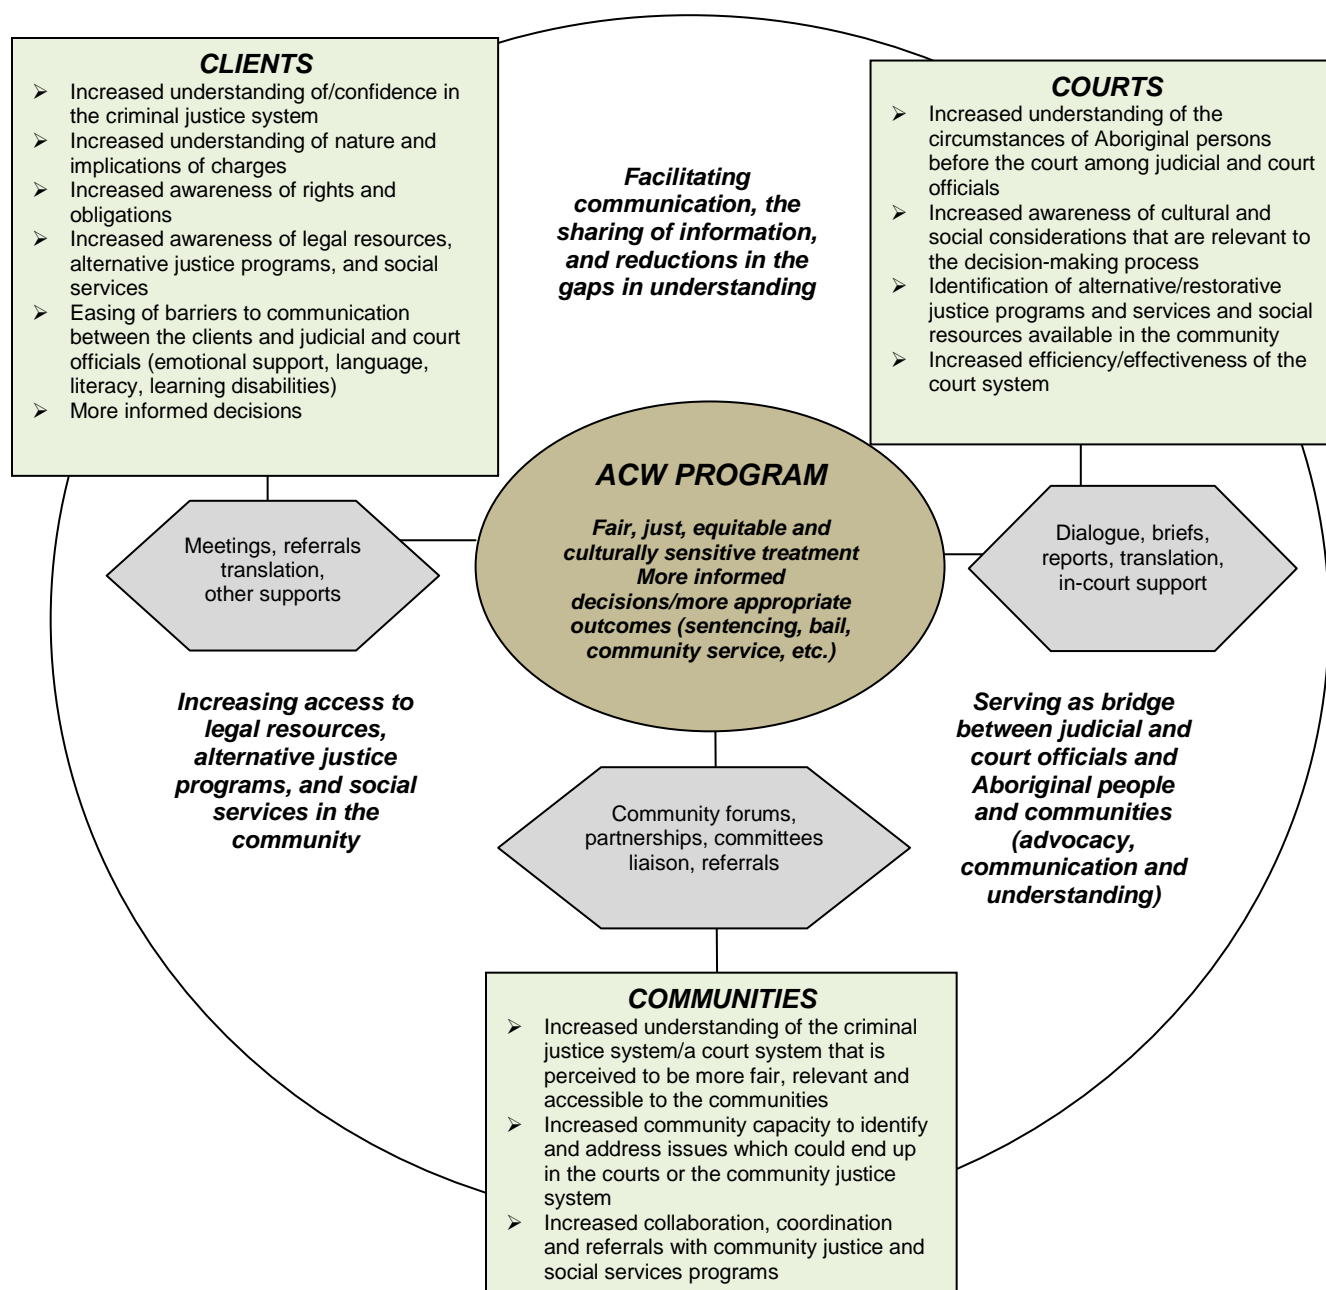 CLIENTS
➢ Increased understanding of/confidence in
the criminal justice system
➢ Increased understanding of nature and
implications of charges
➢ Increased awareness of rights and
obligations
➢ Increased awareness of legal resources,
alternative justice programs, and social
services
➢ Easing of barriers to communication
between the clients and judicial and court
officials (emotional support, language,
literacy, learning disabilities)
➢ More informed decisions
Facilitating
communication, the
sharing of information,
and reductions in the
gaps in understanding
COURTS
➢ Increased understanding of the
circumstances of Aboriginal persons
before the court among judicial and court
officials
➢ Increased awareness of cultural and
social considerations that are relevant to
the decision-making process
➢ Identification of alternative/restorative
justice programs and services and social
resources available in the community
➢ Increased efficiency/effectiveness of the
court system
Meetings, referrals
translation,
other supports
ACW PROGRAM
Fair, just, equitable and
culturally sensitive treatment
More informed
decisions/more appropriate
outcomes (sentencing, bail,
community service, etc.)
Dialogue, briefs,
reports, translation,
in-court support
Increasing access to
legal resources,
alternative justice
programs, and social
services in the
community
Community forums,
partnerships, committees
liaison, referrals
Serving as bridge
between judicial and
court officials and
Aboriginal people
and communities
(advocacy,
communication and
understanding)
COMMUNITIES
➢ Increased understanding of the criminal
justice system/a court system that is
perceived to be more fair, relevant and
accessible to the communities
➢ Increased community capacity to identify
and address issues which could end up
in the courts or the community justice
system
➢ Increased collaboration, coordination
and referrals with community justice and
social services programs